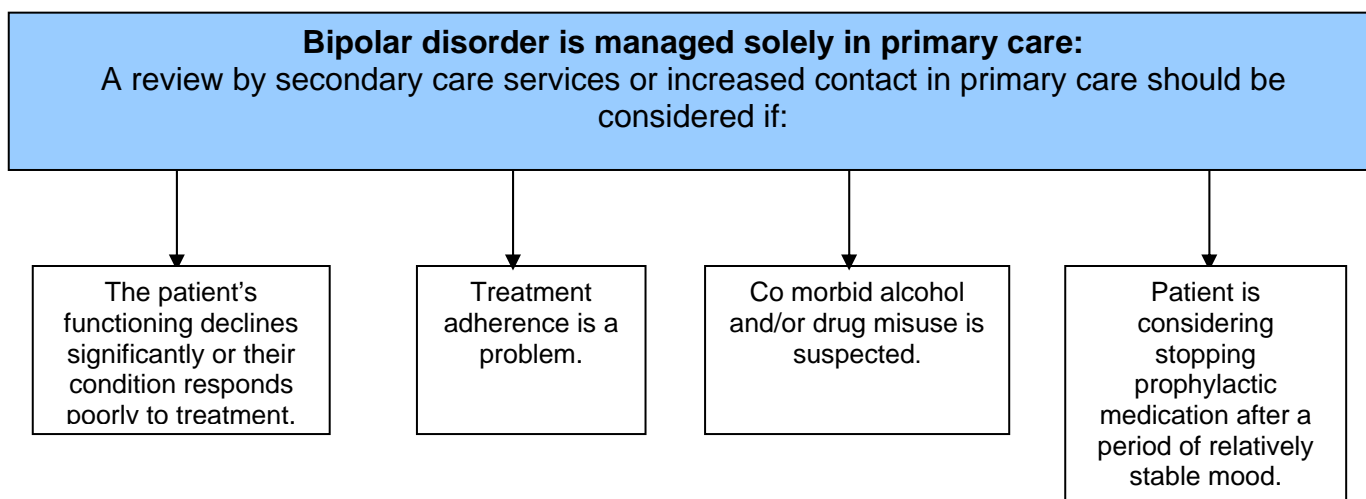 Bipolar disorder is managed solely in primary care:
A review by secondary care services or increased contact in primary care should be
considered if:
The patient’s
functioning declines
significantly or their
condition responds
poorly to treatment.
Treatment
adherence is a
problem.
Co morbid alcohol
and/or drug misuse is
suspected.
Patient is
considering
stopping
prophylactic
medication after a
period of relatively
stable mood.